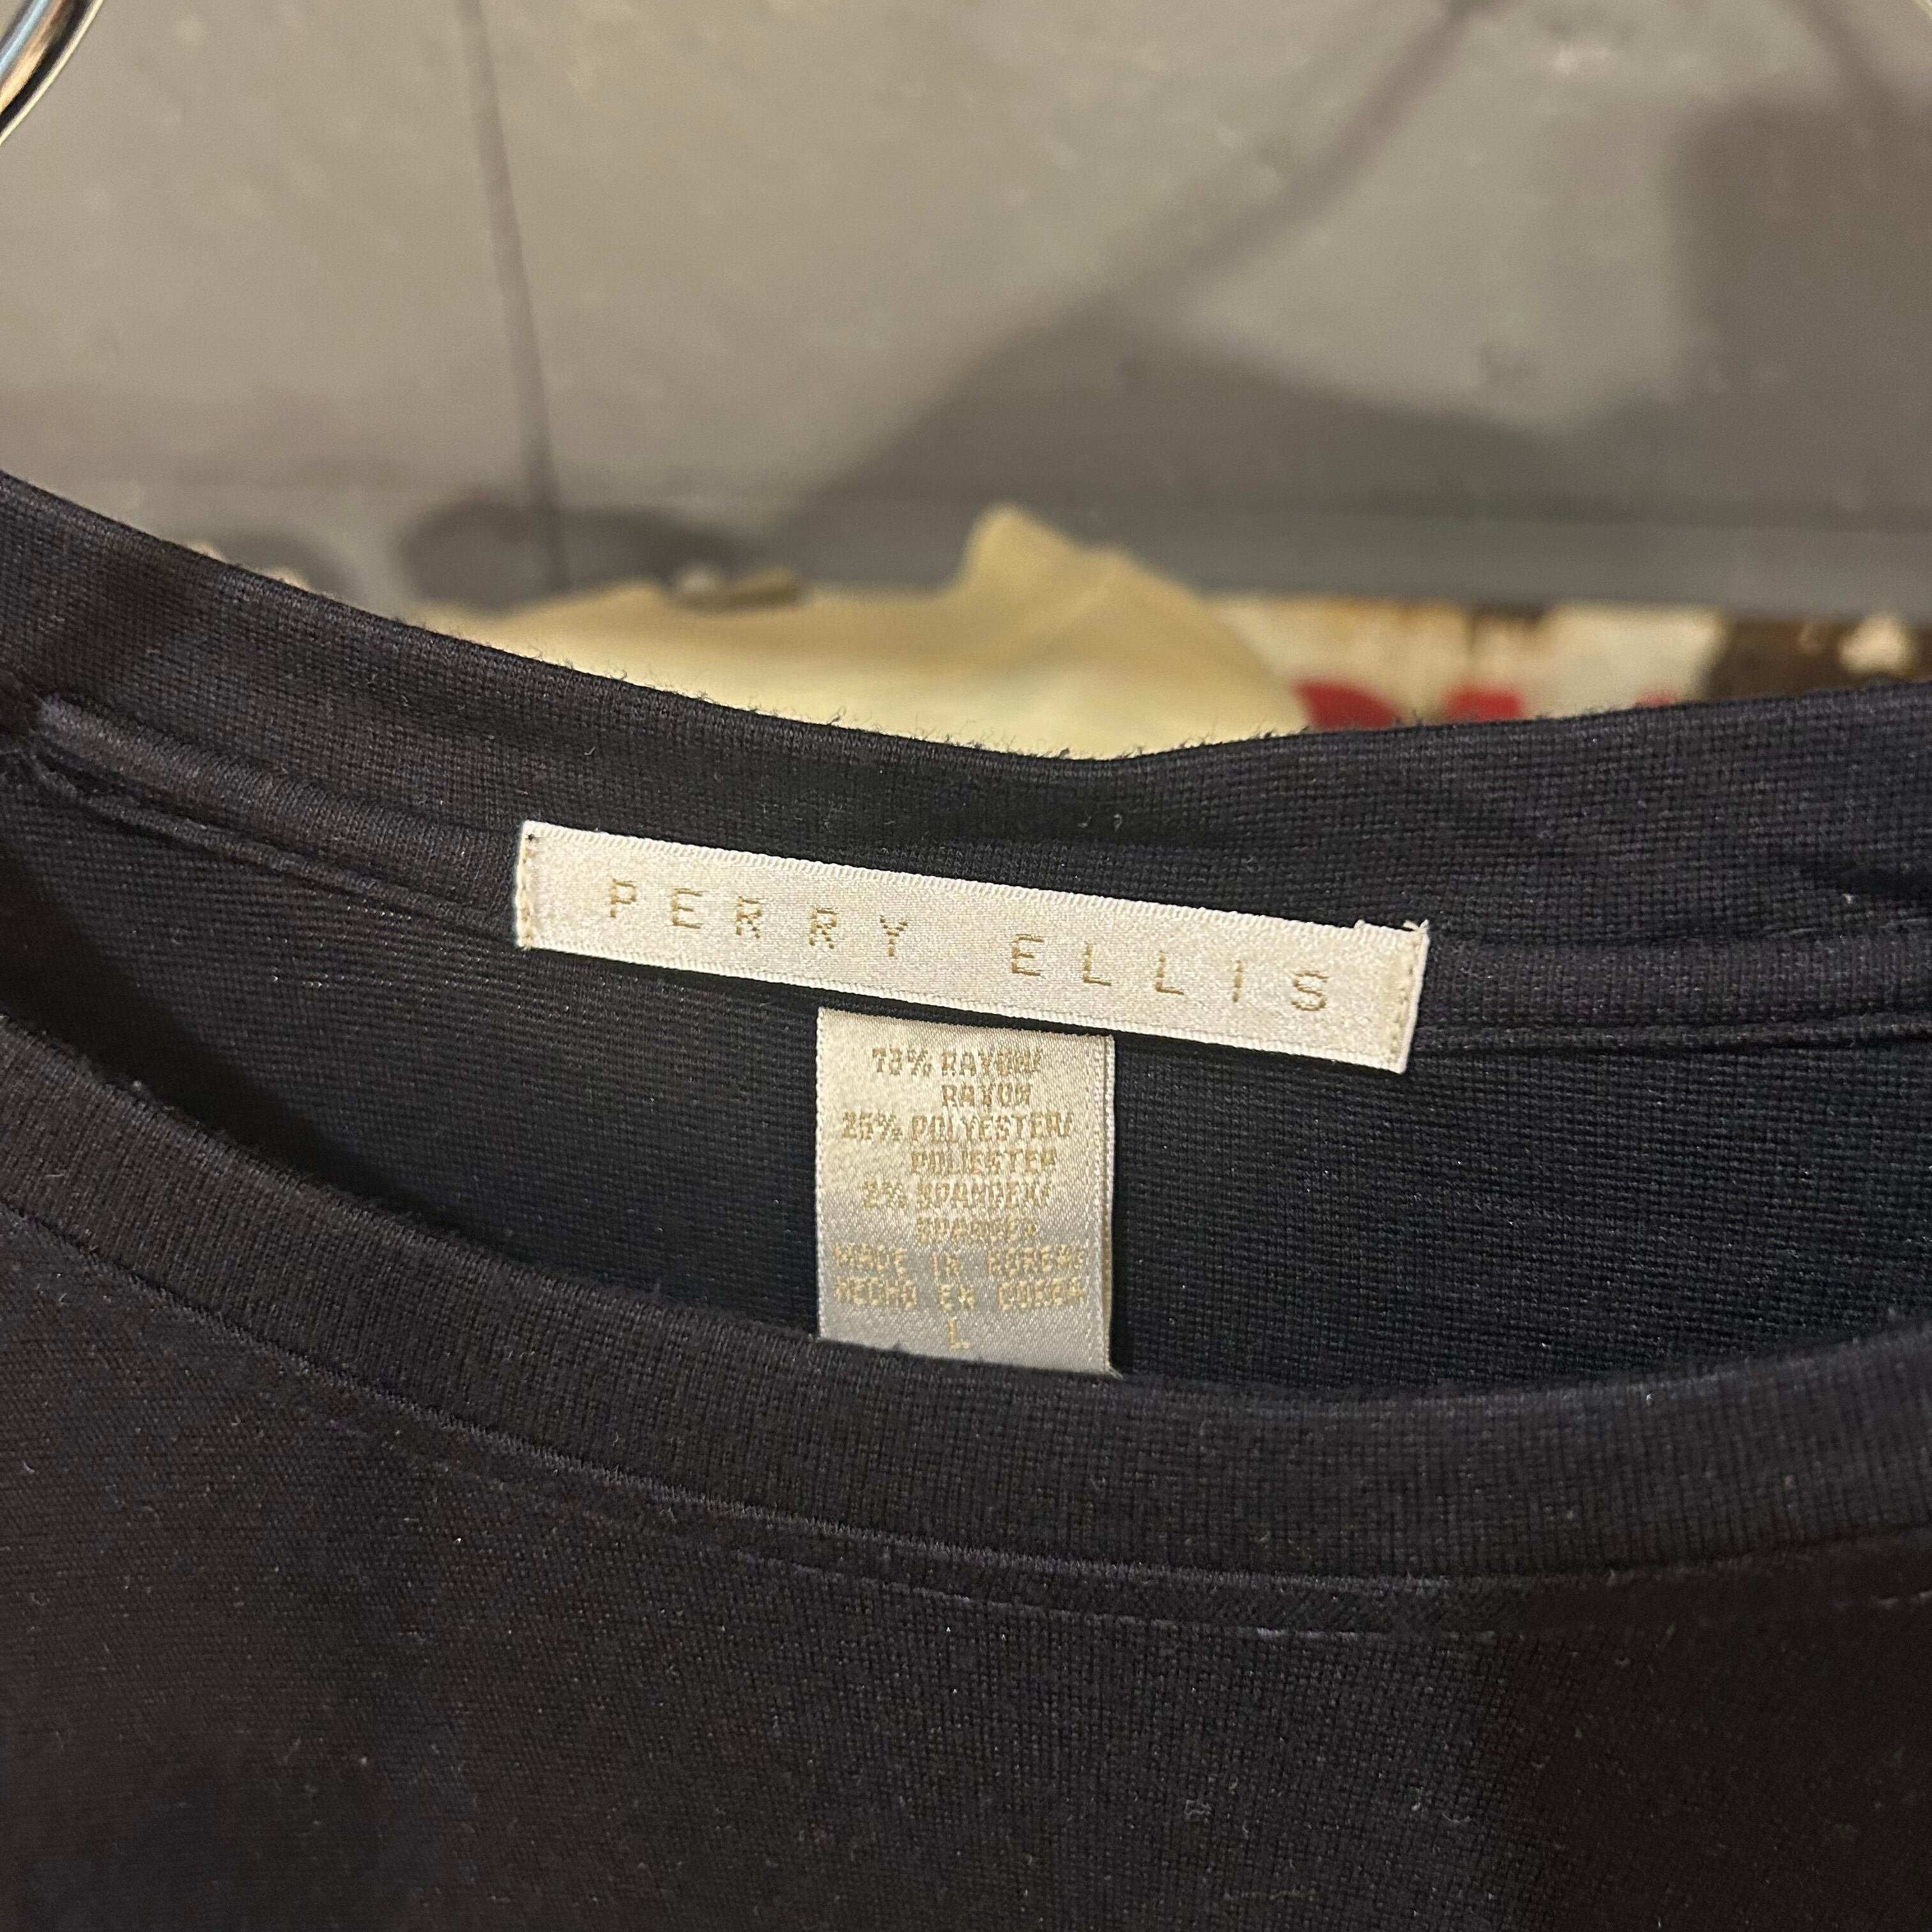 PERRY ELLIS
73% RAYON/
RAYON
25% POLYESTER/
POLIESTER
2% SPANDEX/
SPANDEX
MADE IN KOREA/
HECHO EN COREA
L